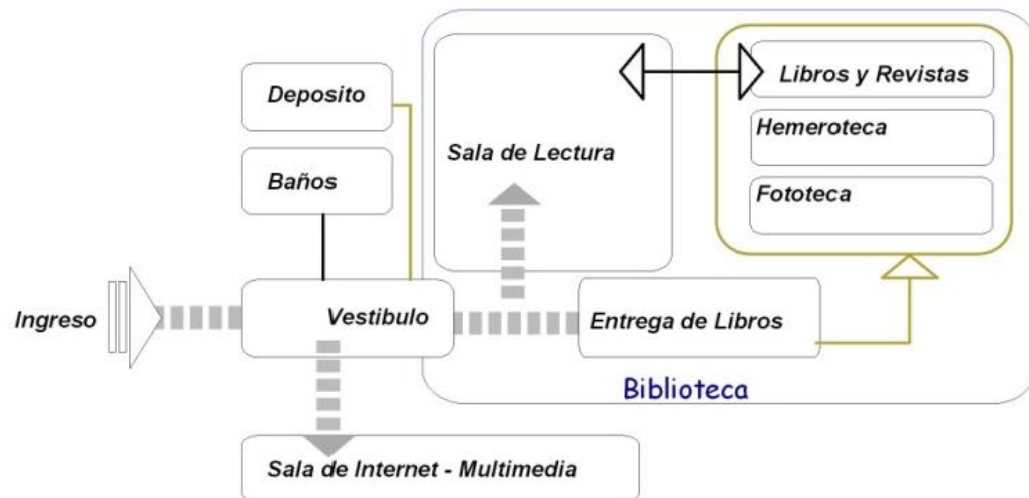 Deposito
Baños
Sala de Lectura
Libros y Revistas
Hemeroteca
Fototeca
Ingreso
Vestibulo
Entrega de Libros
Biblioteca
Sala de Internet - Multimedia